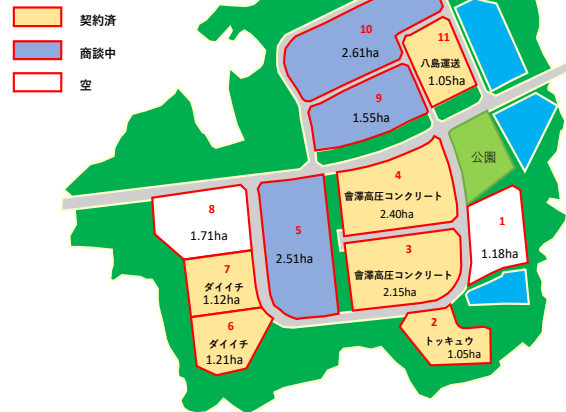 契約済
商談中
空
10
2.61ha
11
八島運送
1.05ha
9
1.55ha
公園
4
會澤高圧コンクリート
2.40ha
8
1.71ha
5
2.51ha
1
1.18ha
3
會澤高圧コンクリート
2.15ha
7
ダイイチ
1.12ha
6
ダイイチ
1.21ha
2
トッキュウ
1.05ha